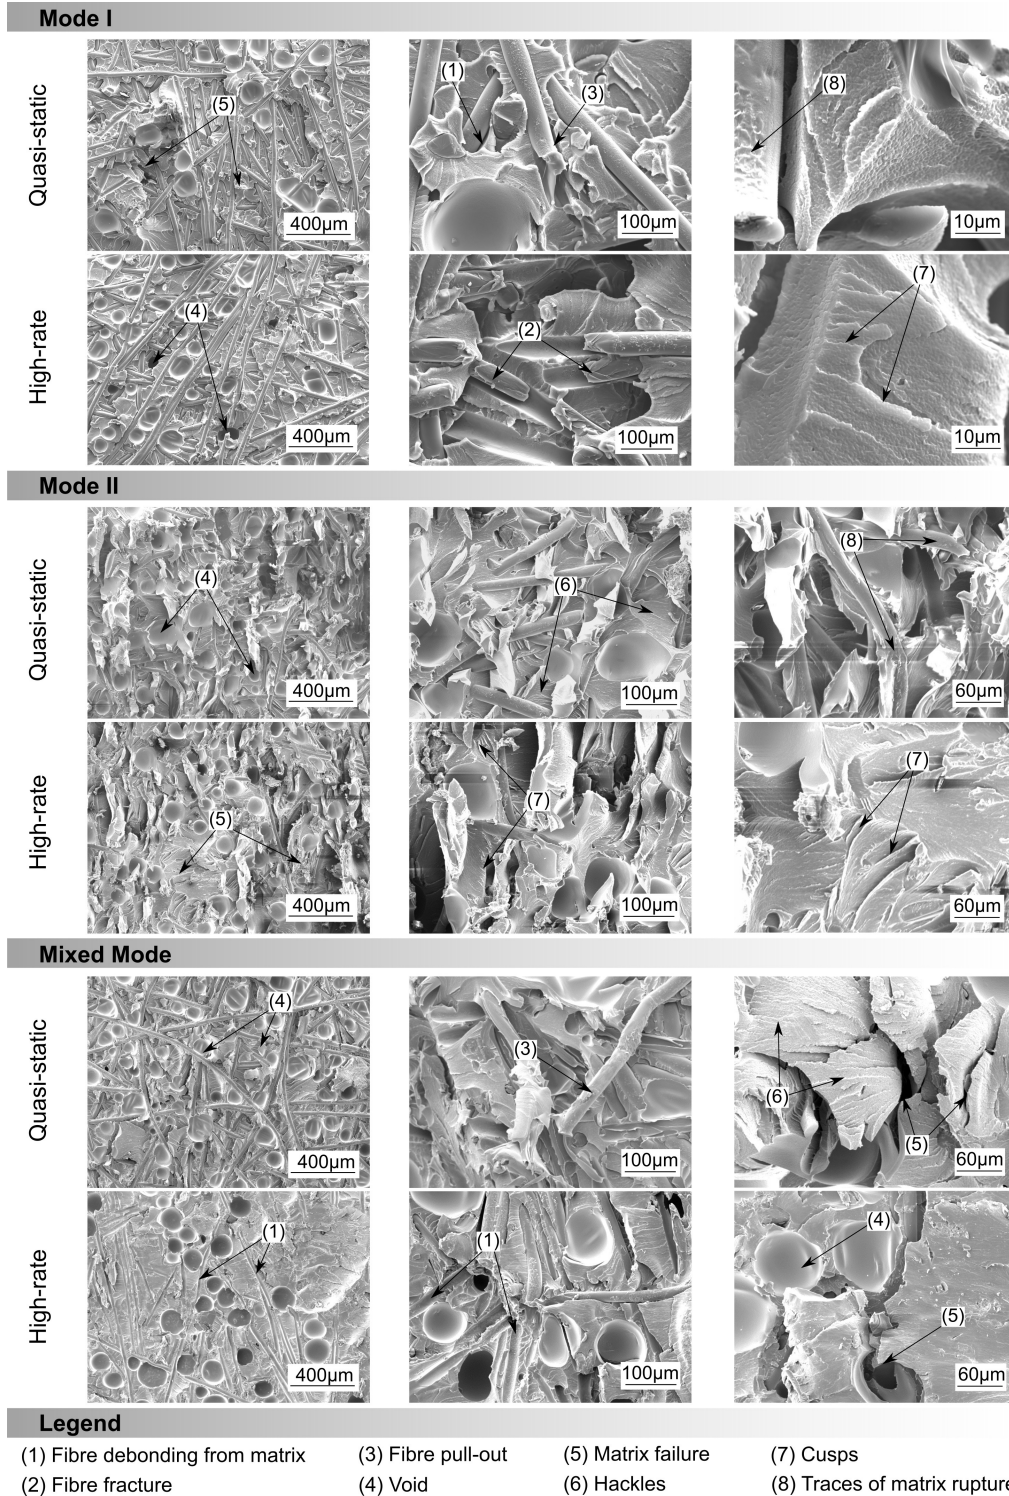 Mode I
Quasi-static
(5)
400µm
(1)
(3)
100µm
(8)
10µm
High-rate
(4)
400µm
(2)
100µm
(7)
10µm
Mode II
Quasi-static
(4)
400µm
(6)
100µm
(8)
60µm
High-rate
(5)
400µm
(7)
100µm
(7)
60µm
Mixed Mode
Quasi-static
(4)
400µm
(3)
100µm
(6)
(5)
60µm
High-rate
(1)
400µm
(1)
100µm
(4)
(5)
60µm
Legend
(1) Fibre debonding from matrix (3) Fibre pull-out (5) Matrix failure (7) Cusps
(2) Fibre fracture (4) Void (6) Hackles (8) Traces of matrix rupture